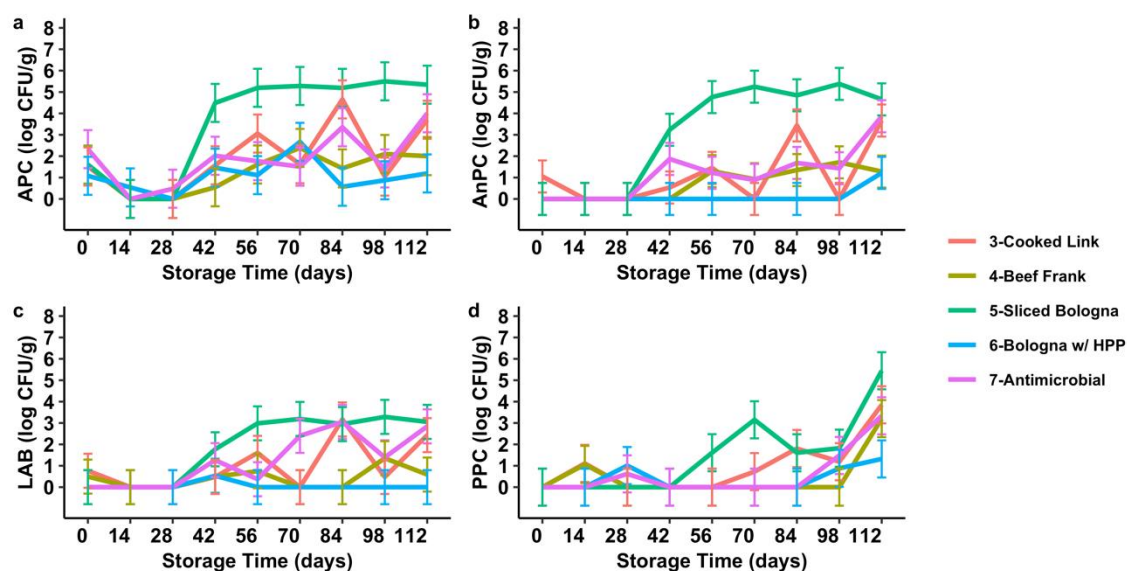 a
APC (log CFU/g)
8
7
6
5
4
3
2
1
0
0 14 28 42 56 70 84 98 112
Storage Time (days)
b
AnPC (log CFU/g)
8
7
6
5
4
3
2
1
0
0 14 28 42 56 70 84 98 112
Storage Time (days)
c
LAB (log CFU/g)
8
7
6
5
4
3
2
1
0
0 14 28 42 56 70 84 98 112
Storage Time (days)
d
PPC (log CFU/g)
8
7
6
5
4
3
2
1
0
0 14 28 42 56 70 84 98 112
Storage Time (days)
3-Cooked Link
4-Beef Frank
5-Sliced Bologna
6-Bologna w/ HPP
7-Antimicrobial